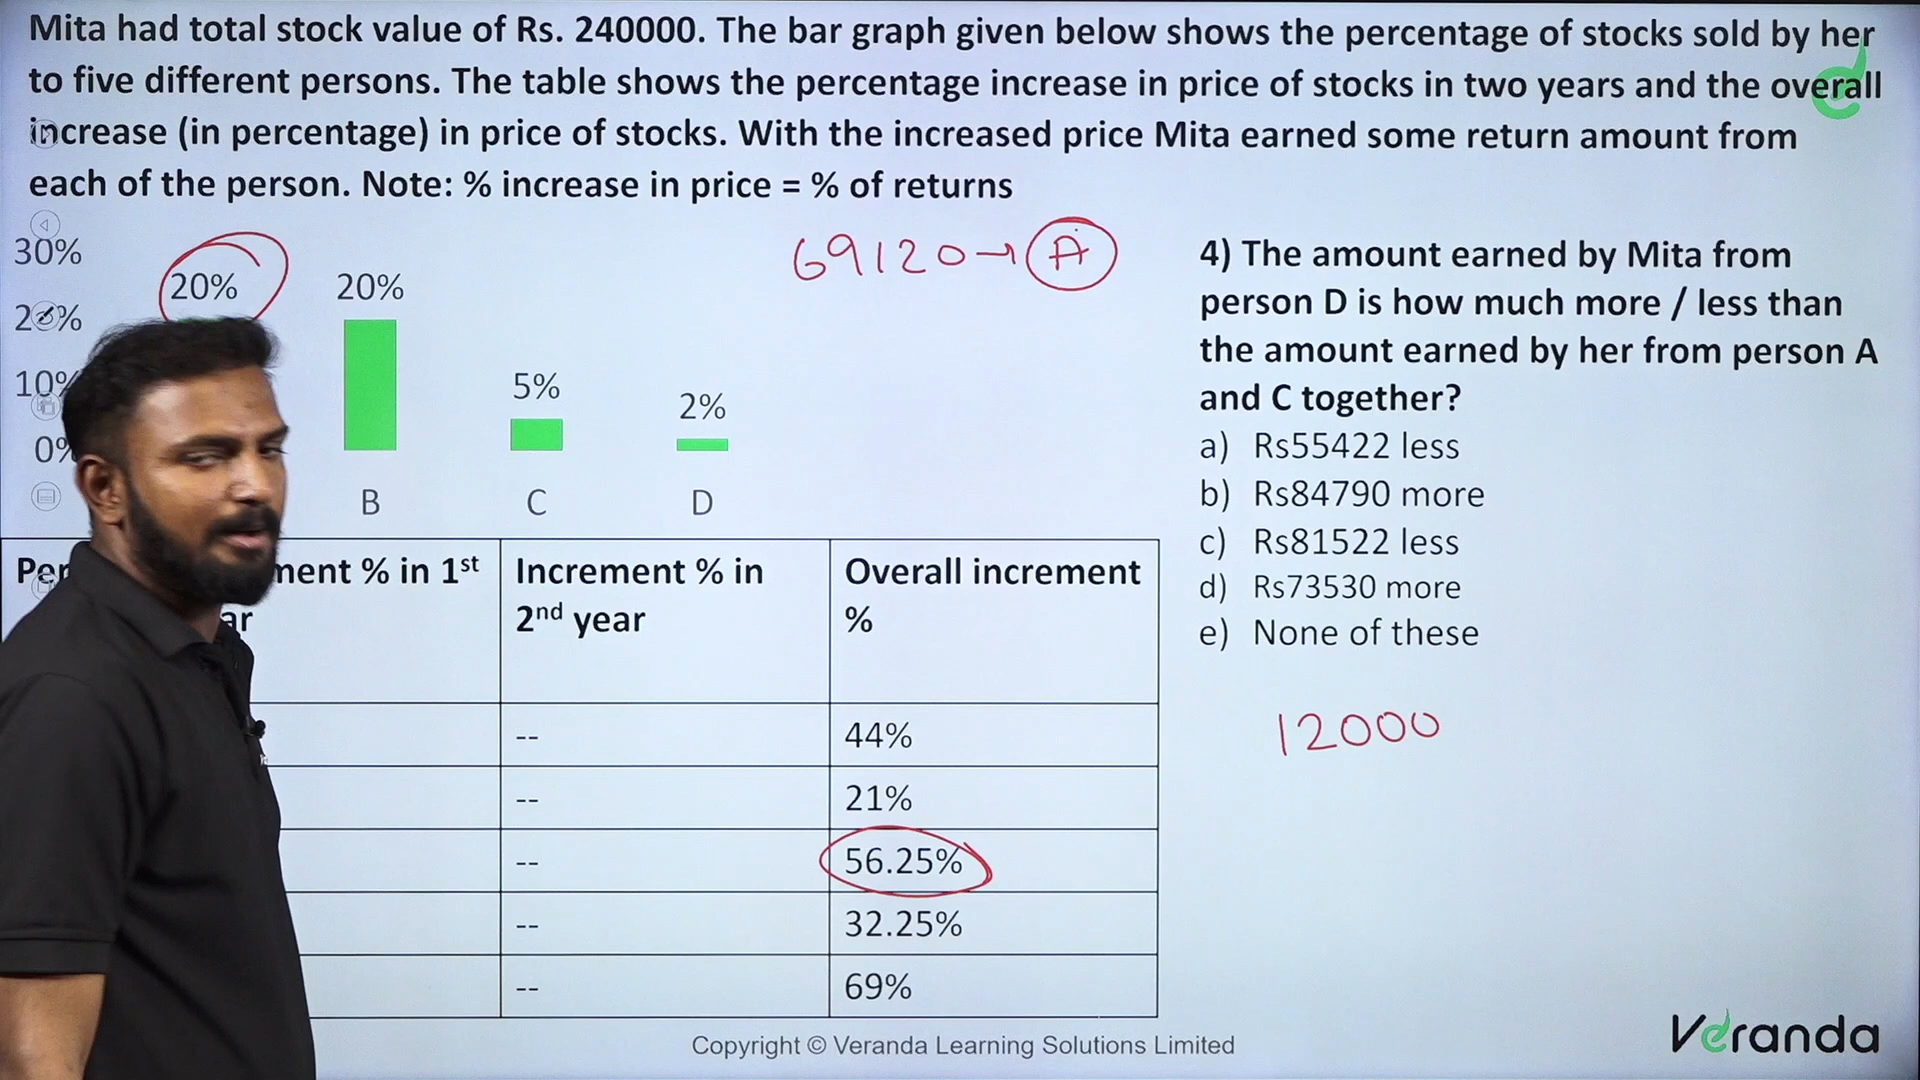 Mita had total stock value of Rs. 240000. The bar graph given below shows the percentage of stocks sold by her
to five different persons. The table shows the percentage increase in price of stocks in two years and the overall
increase (in percentage) in price of stocks. With the increased price Mita earned some return amount from
each of the person. Note: % increase in price = % of returns
30%
20%
20%
10%
5%
2%
0%
B
C
D
69120→A
4) The amount earned by Mita from
person D is how much more / less than
the amount earned by her from person A
and C together?
a) Rs55422 less
b) Rs84790 more
c) Rs81522 less
d) Rs73530 more
e) None of these
12000
% in 1st
Increment % in
2nd year
Overall increment
%
-- 44%
-- 21%
-- 56.25%
-- 32.25%
-- 69%
Copyright © Veranda Learning Solutions Limited
Veranda